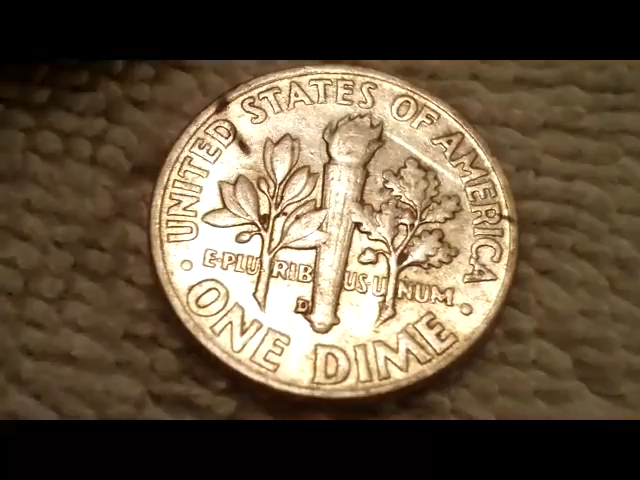 UNITED STATES OF AMERICA
E·PLURIBUS·UNUM
D
· ONE DIME ·